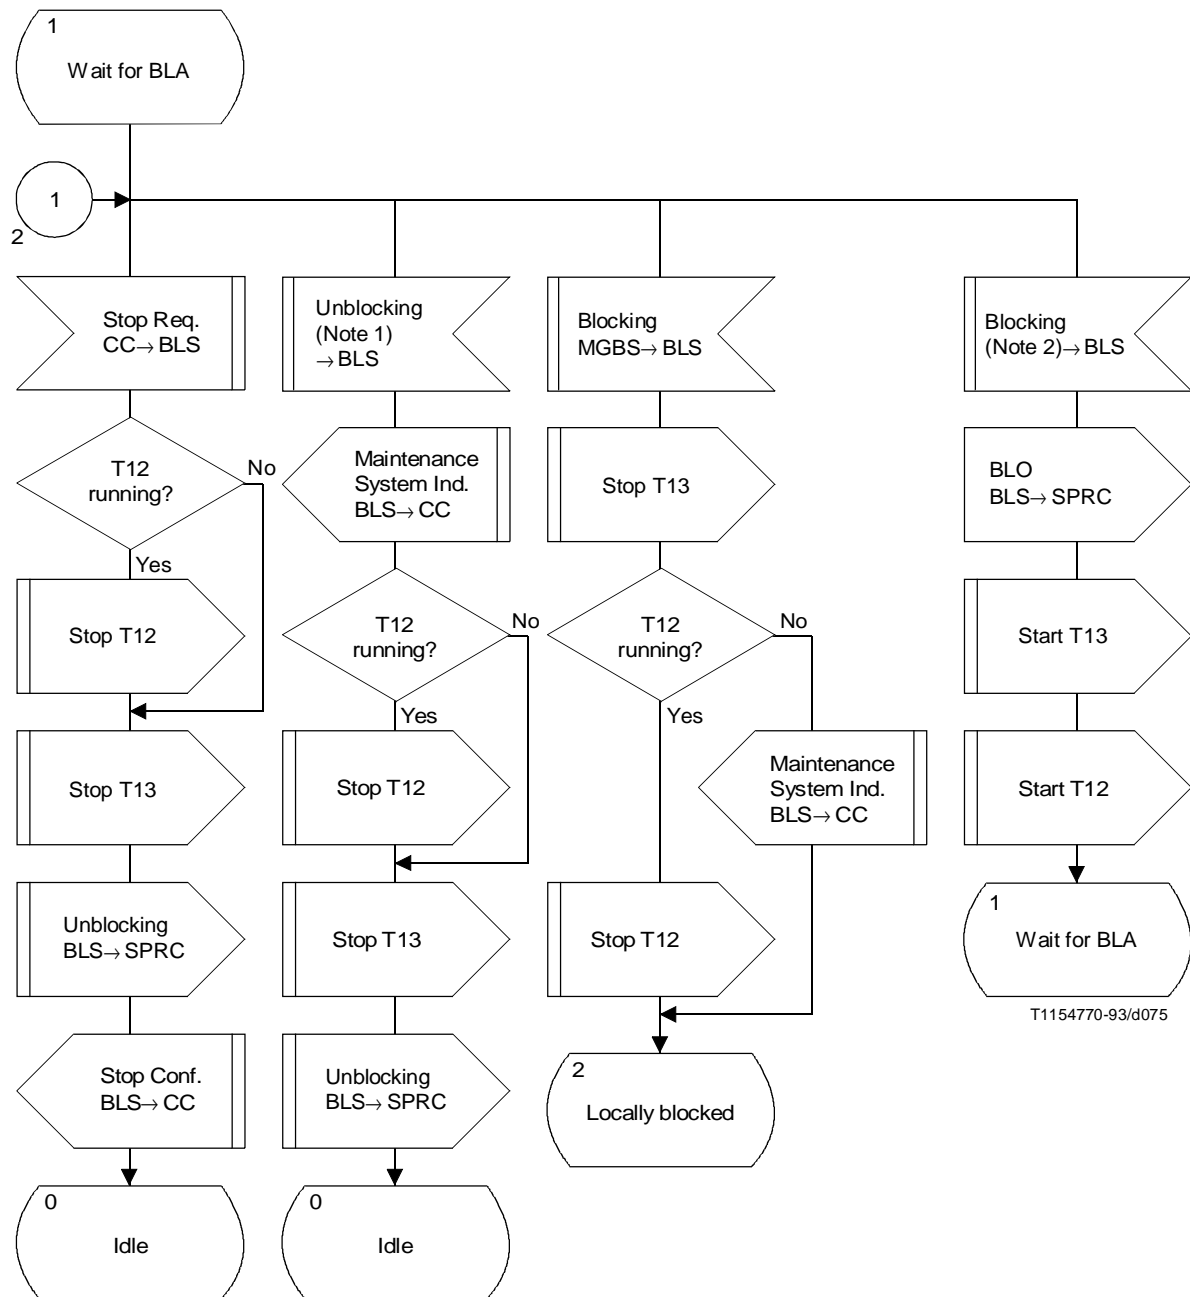 1
Wait for BLA
1
2
Stop Req.
CC→BLS
T12
running?
No
Yes
Stop T12
Stop T13
Unblocking
BLS→SPRC
Stop Conf.
BLS→CC
0
Idle
Unblocking
(Note 1)
→BLS
Maintenance
System Ind.
BLS→CC
T12
running?
No
Yes
Stop T12
Stop T13
Unblocking
BLS→SPRC
0
Idle
Blocking
MGBS→BLS
Stop T13
T12
running?
No
Yes
Maintenance
System Ind.
BLS→CC
Stop T12
2
Locally blocked
Blocking
(Note 2)→BLS
BLO
BLS→SPRC
Start T13
Start T12
1
Wait for BLA
T1154770-93/d075